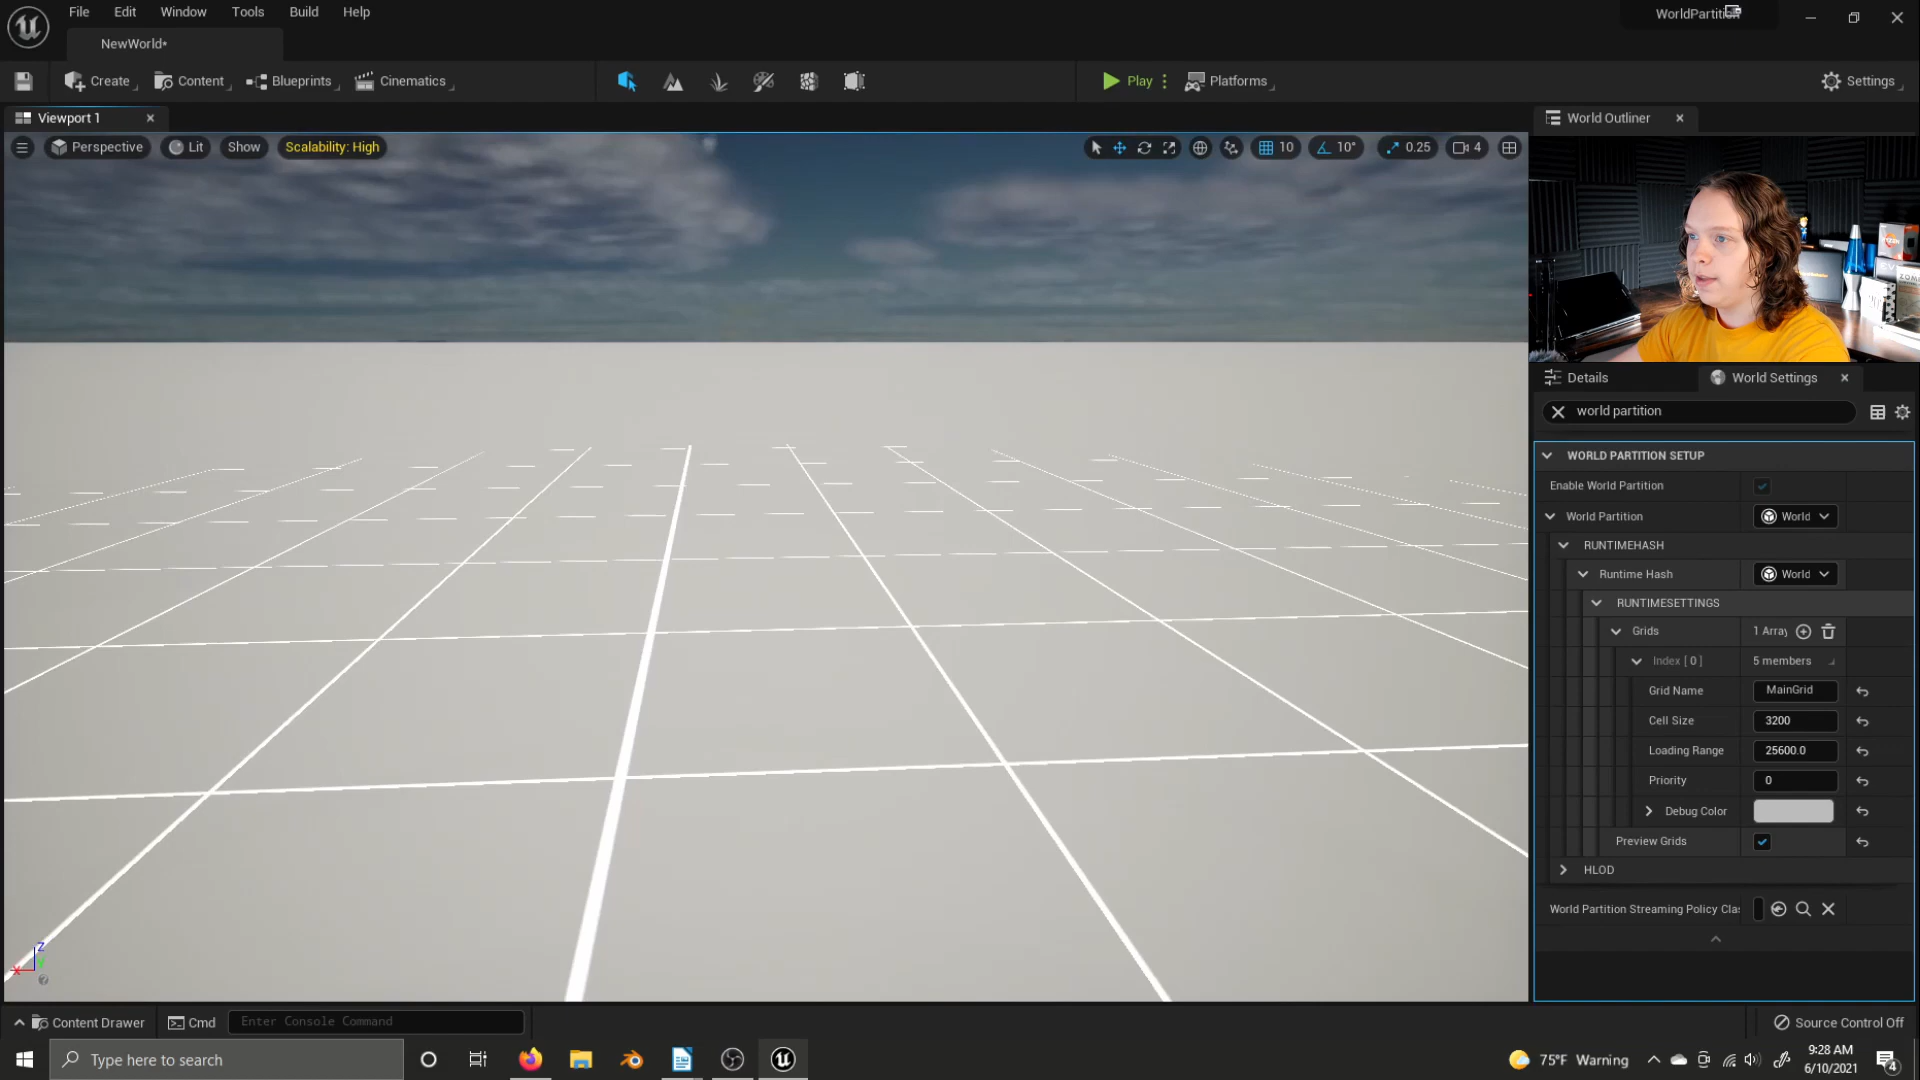 File Edit Window Tools Build Help
WorldPartition
NewWorld*
Create Content Blueprints Cinematics Play Platforms Settings
Viewport 1
World Outliner
Perspective Lit Show Scalability: High
10 10° 0.25 4
Details World Settings
world partition
WORLD PARTITION SETUP
Enable World Partition
World Partition World
RUNTIMEHASH
Runtime Hash World
RUNTIMESETTINGS
Grids 1 Array
Index [ 0 ] 5 members
Grid Name MainGrid
Cell Size 3200
Loading Range 25600.0
Priority 0
Debug Color
Preview Grids
HLOD
World Partition Streaming Policy Clas
Z
Y
X
Content Drawer Cmd Enter Console Command Source Control Off
Type here to search
75°F Warning
9:28 AM
6/10/2021
4